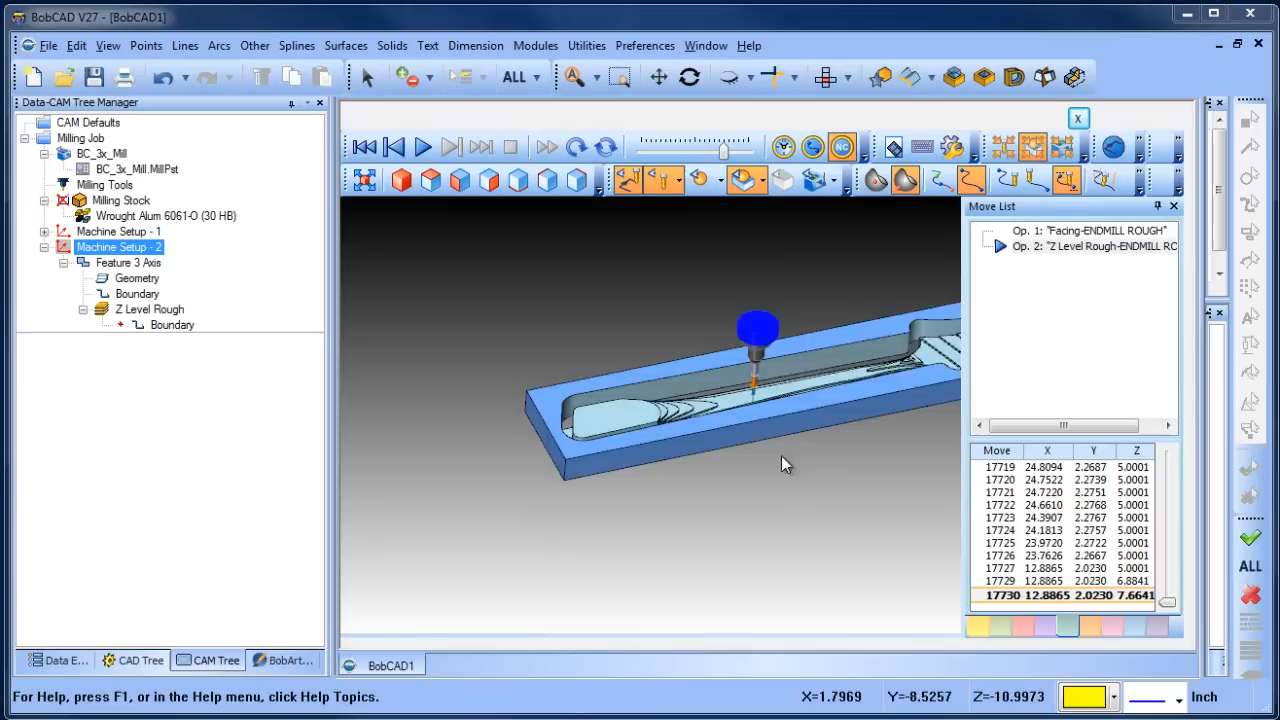 BobCAD V27 - [BobCAD1]
File Edit View Points Lines Arcs Other Splines Surfaces Solids Text Dimension Modules Utilities Preferences Window Help
ALL
Data-CAM Tree Manager
X
CAM Defaults
Milling Job
BC_3x_Mill
BC_3x_Mill.MillPst
Milling Tools
Milling Stock
Wrought Alum 6061-O (30 HB)
Machine Setup - 1
Machine Setup - 2
Feature 3 Axis
Geometry
Boundary
Z Level Rough
Boundary
NC
Move List
Op. 1: "Facing-ENDMILL ROUGH"
Op. 2: "Z Level Rough-ENDMILL RO
Move X Y Z
17719 24.8094 2.2687 5.0001
17720 24.7522 2.2739 5.0001
17721 24.7220 2.2751 5.0001
17722 24.6610 2.2768 5.0001
17723 24.3907 2.2767 5.0001
17724 24.1813 2.2757 5.0001
17725 23.9720 2.2722 5.0001
17726 23.7626 2.2667 5.0001
17727 12.8865 2.0230 5.0001
17729 12.8865 2.0230 6.8841
17730 12.8865 2.0230 7.6641
ALL
Data E... CAD Tree CAM Tree BobArt...
BobCAD1
For Help, press F1, or in the Help menu, click Help Topics.
X=1.7969 Y=-8.5257 Z=-10.9973 Inch